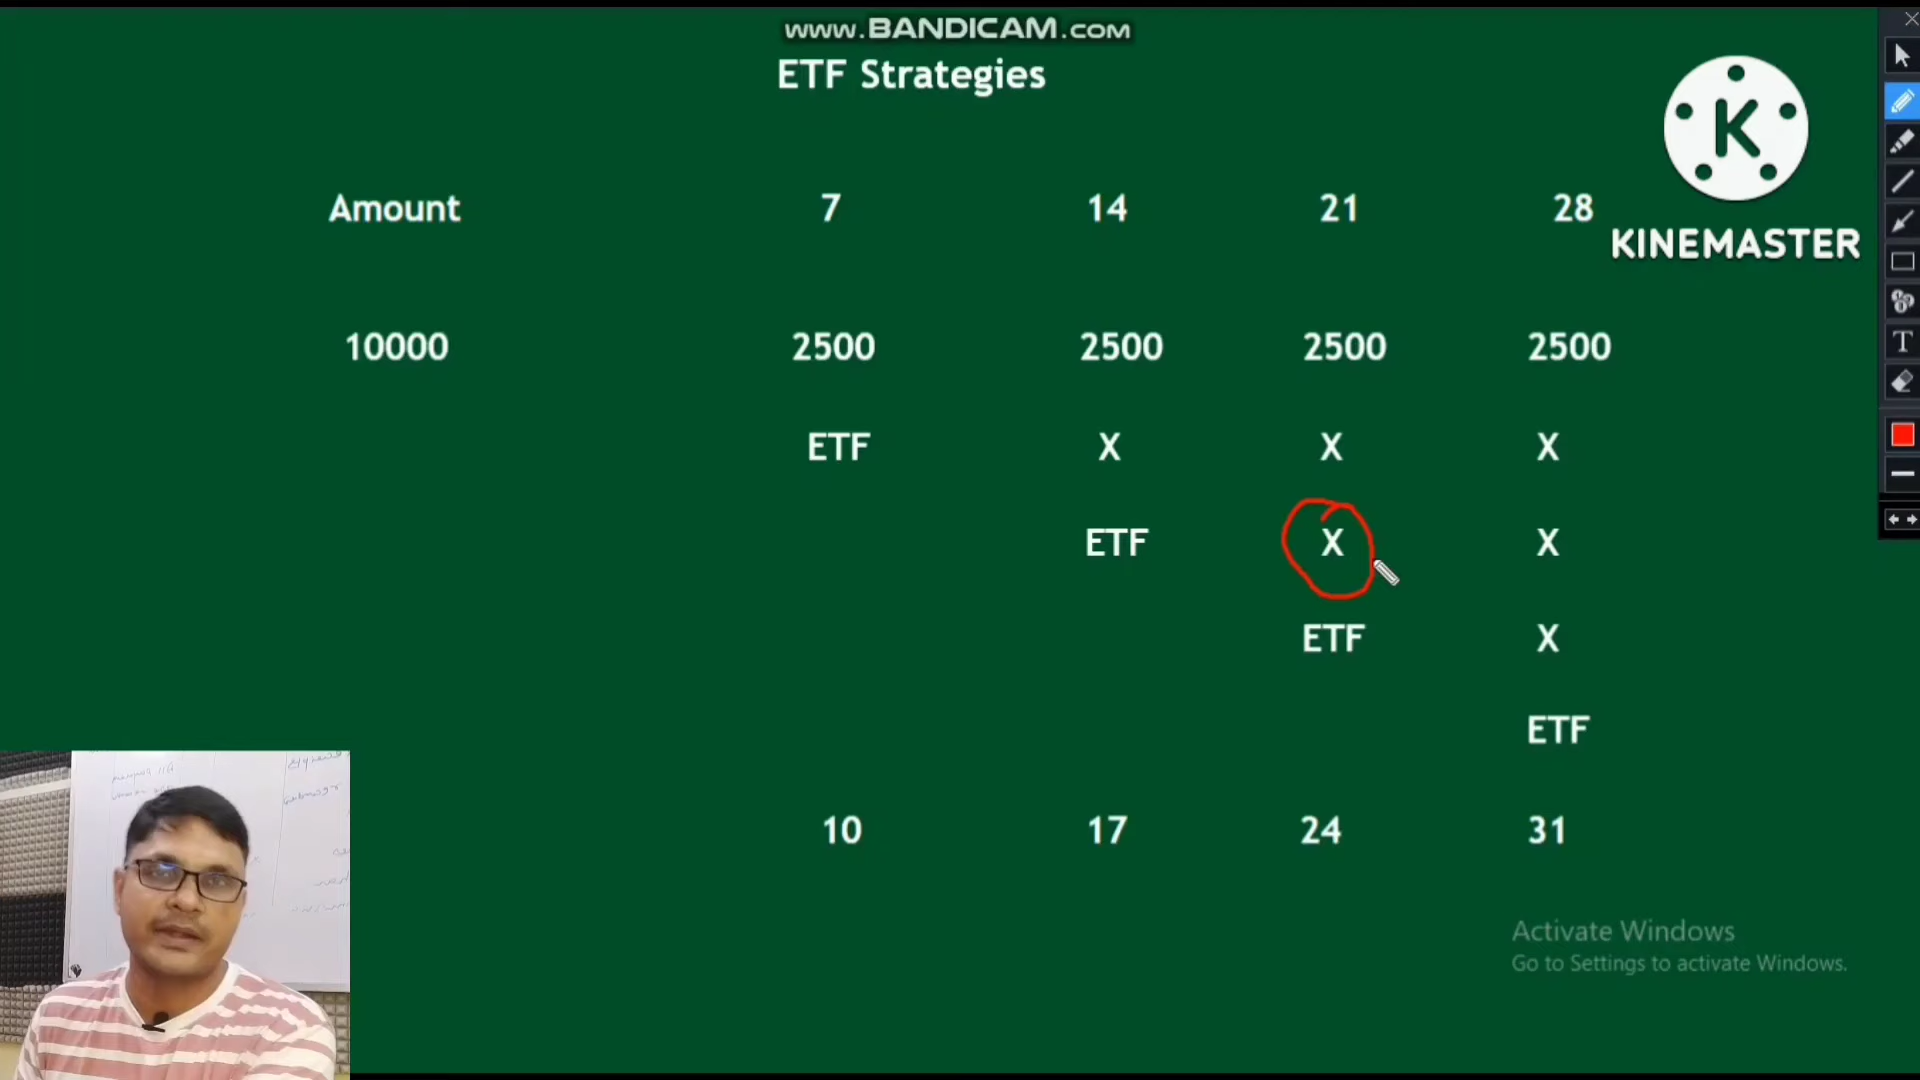 www.BANDICAM.com
ETF Strategies
K
KINEMASTER
Amount 7 14 21 28
10000 2500 2500 2500 2500
ETF X X X
ETF X X
ETF X
ETF
10 17 24 31
Activate Windows
Go to Settings to activate Windows.
T